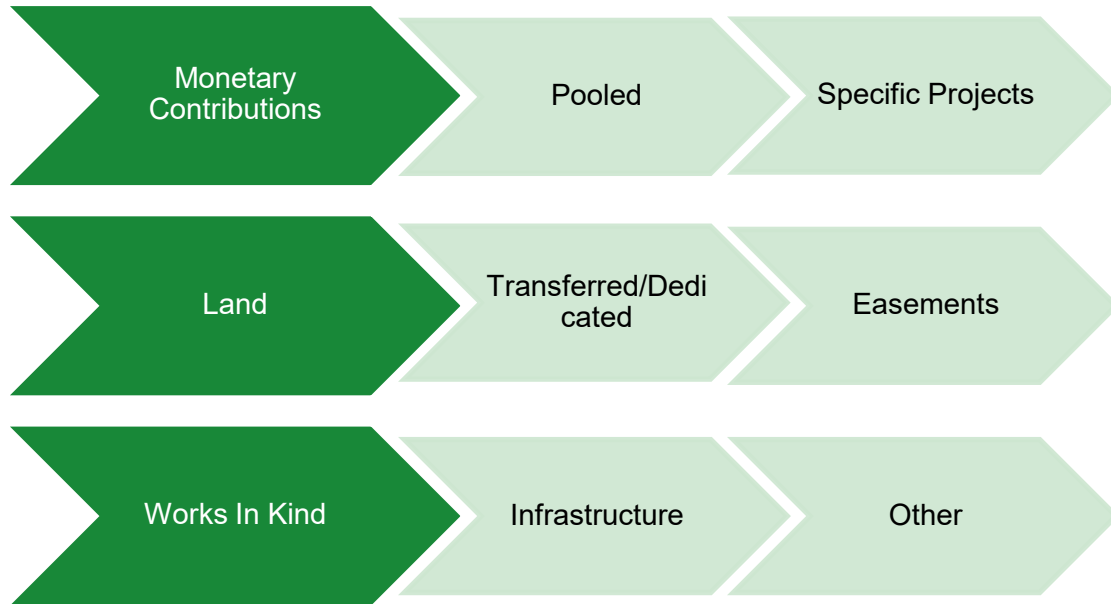 Monetary
Contributions
Pooled
Specific Projects
Land
Transferred/Dedi
cated
Easements
Works In Kind
Infrastructure
Other